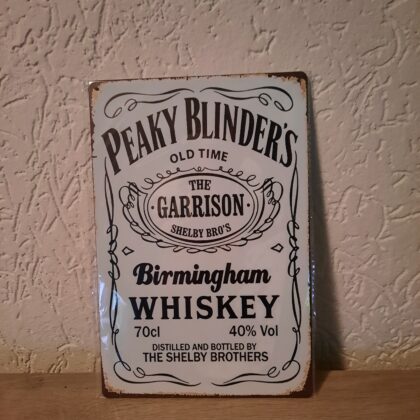 PEAKY BLINDER'S
OLD TIME
THE
·GARRISON·
SHELBY BRO'S
Birmingham
WHISKEY
70cl 40% Vol
DISTILLED AND BOTTLED BY
THE SHELBY BROTHERS